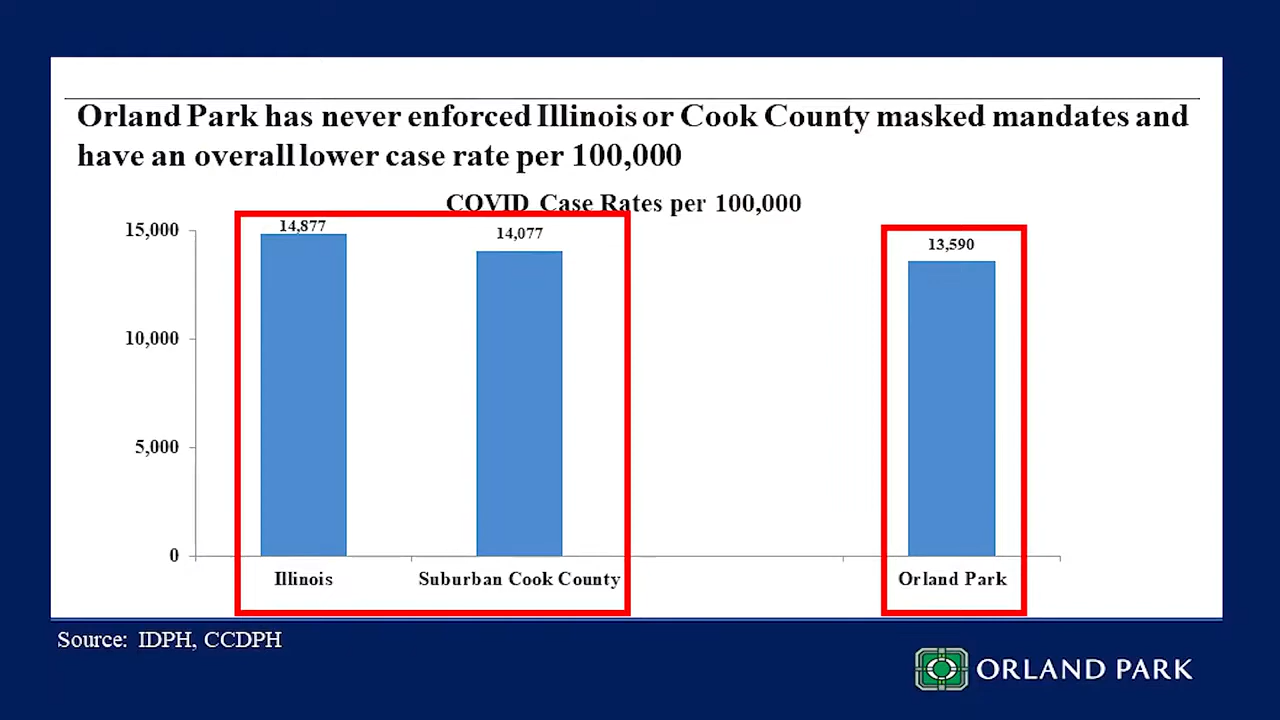 Orland Park has never enforced Illinois or Cook County masked mandates and
have an overall lower case rate per 100,000
COVID Case Rates per 100,000
15,000
14,877
14,077
13,590
10,000
5,000
0
Illinois
Suburban Cook County
Orland Park
Source: IDPH, CCDPH
ORLAND PARK